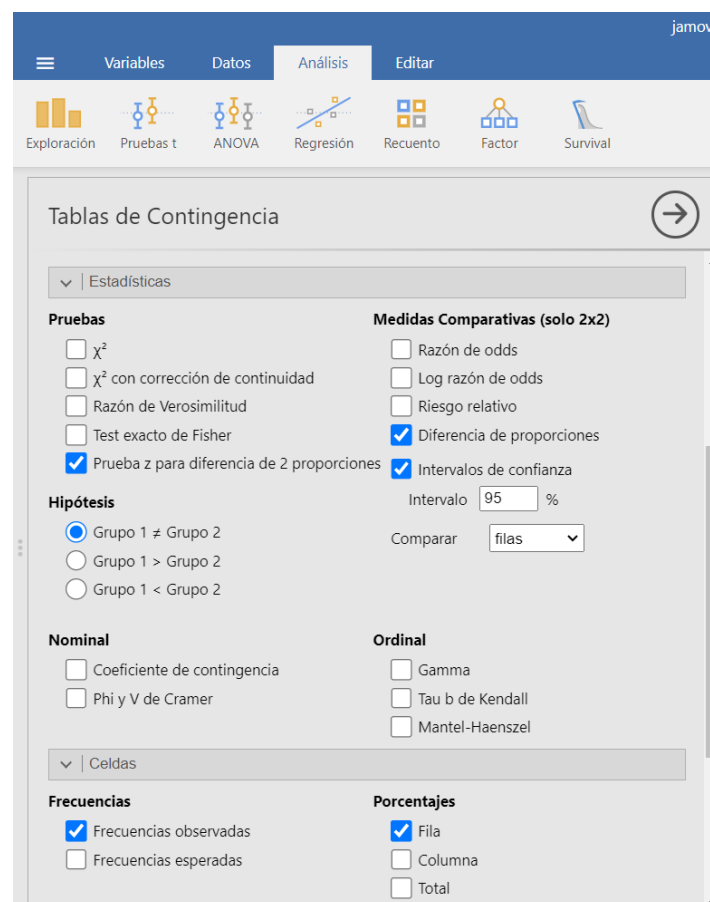 jamov
Variables Datos Análisis Editar
Exploración Pruebas t ANOVA Regresión Recuento Factor Survival
Tablas de Contingencia
Estadísticas
Pruebas
χ²
χ² con corrección de continuidad
Razón de Verosimilitud
Test exacto de Fisher
Prueba z para diferencia de 2 proporciones
Medidas Comparativas (solo 2x2)
Razón de odds
Log razón de odds
Riesgo relativo
Diferencia de proporciones
Intervalos de confianza
Intervalo 95 %
Comparar filas
Hipótesis
Grupo 1 ≠ Grupo 2
Grupo 1 > Grupo 2
Grupo 1 < Grupo 2
Nominal
Coeficiente de contingencia
Phi y V de Cramer
Ordinal
Gamma
Tau b de Kendall
Mantel-Haenszel
Celdas
Frecuencias
Frecuencias observadas
Frecuencias esperadas
Porcentajes
Fila
Columna
Total